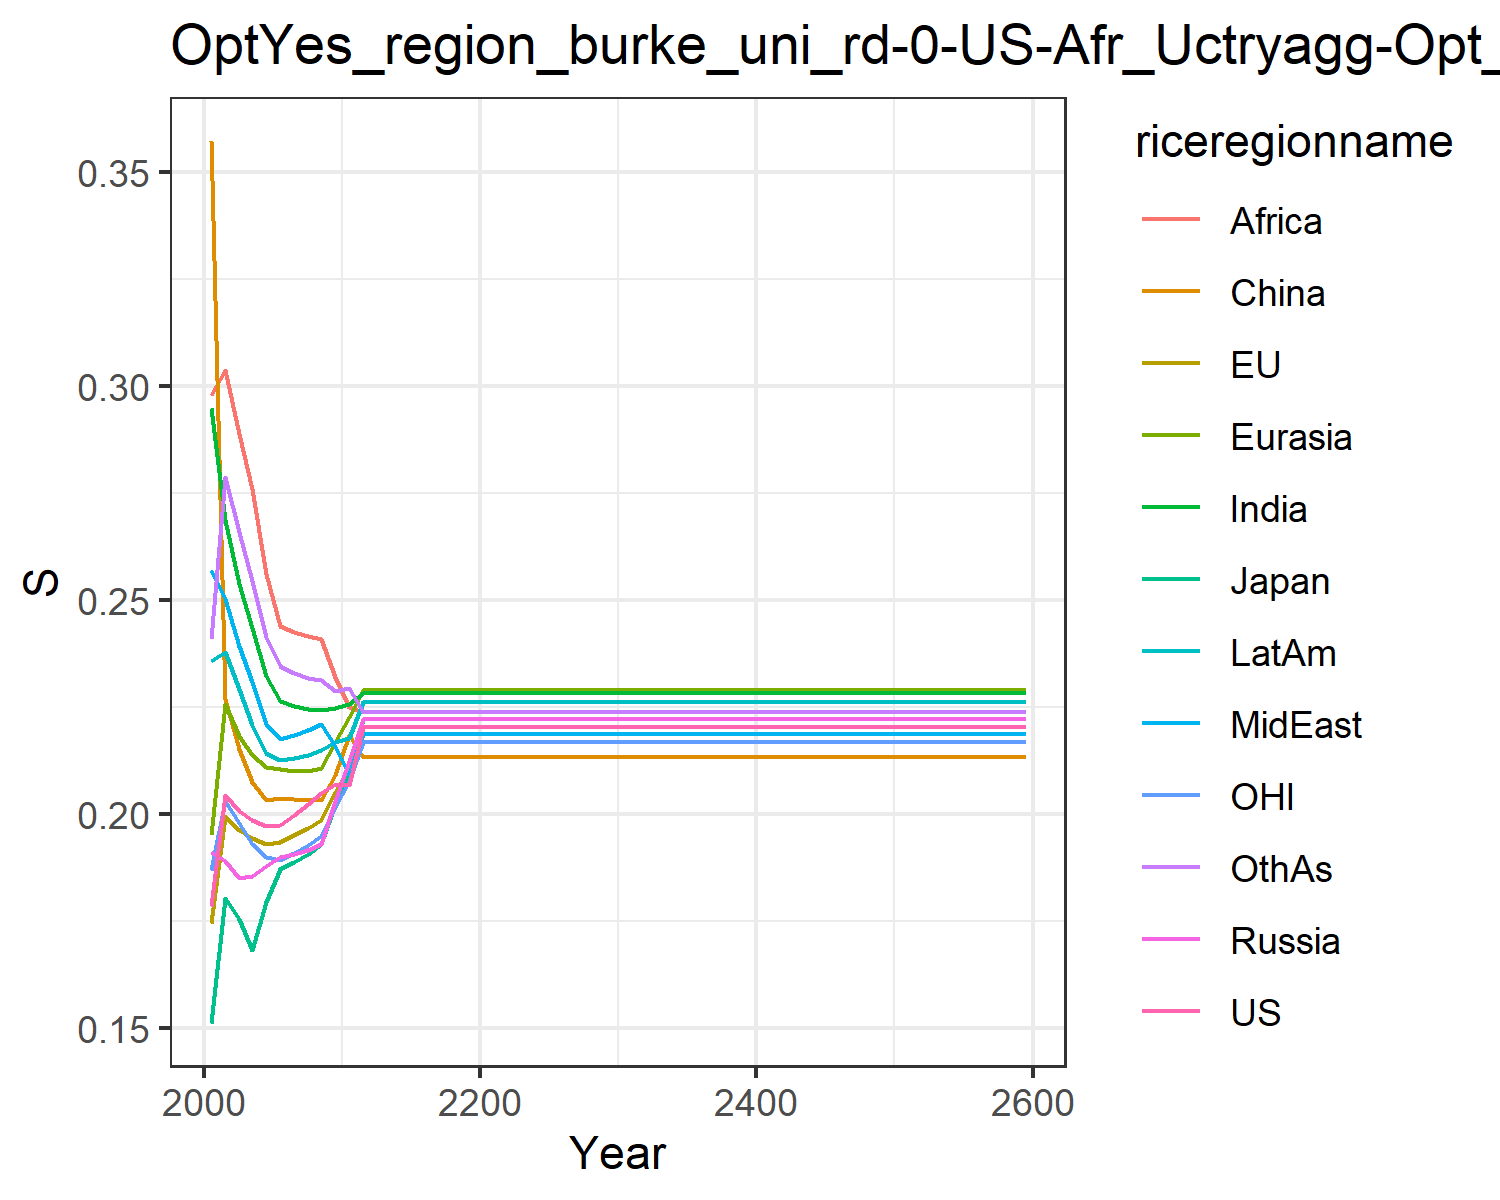 OptYes_region_burke_uni_rd-0-US-Afr_Uctryagg-Opt_
riceregionname
Africa
China
EU
Eurasia
India
Japan
LatAm
MidEast
OHI
OthAs
Russia
US
S
0.35
0.30
0.25
0.20
0.15
2000
2200
2400
2600
Year